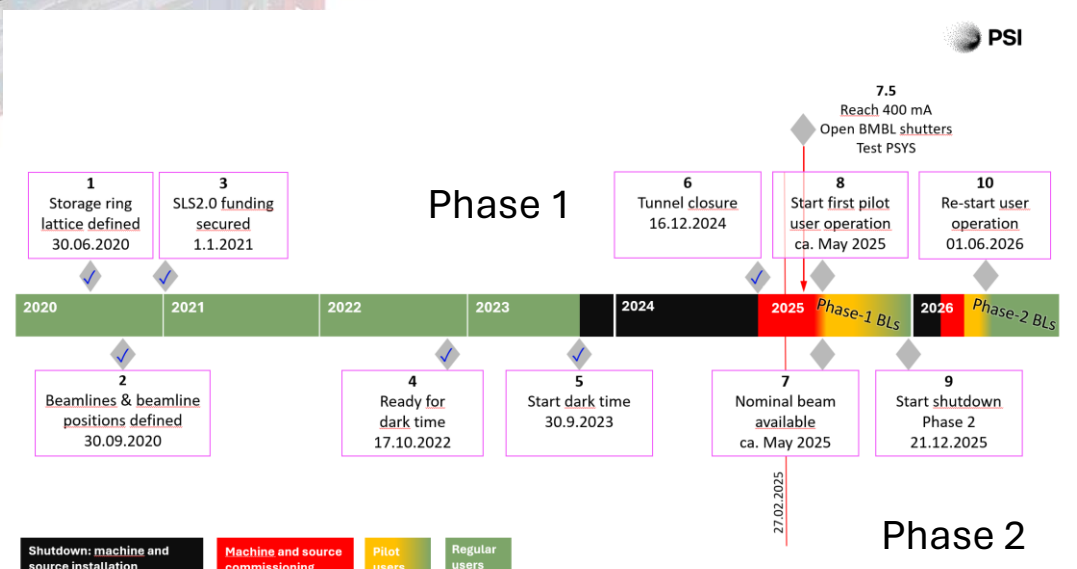 PSI
7.5
Reach 400 mA
Open BMBL shutters
Test PSYS
Phase 1
1
Storage ring
lattice defined
30.06.2020
3
SLS2.0 funding
secured
1.1.2021
6
Tunnel closure
16.12.2024
8
Start first pilot
user operation
ca. May 2025
10
Re-start user
operation
01.06.2026
2020
2021
2022
2023
2024
2025
Phase-1 BLs
2026
Phase-2 BLs
2
Beamlines & beamline
positions defined
30.09.2020
4
Ready for
dark time
17.10.2022
5
Start dark time
30.9.2023
7
Nominal beam
available
ca. May 2025
9
Start shutdown
Phase 2
21.12.2025
27.02.2025
Phase 2
Shutdown: machine and
source installation
Machine and source
commissioning
Pilot
users
Regular
users